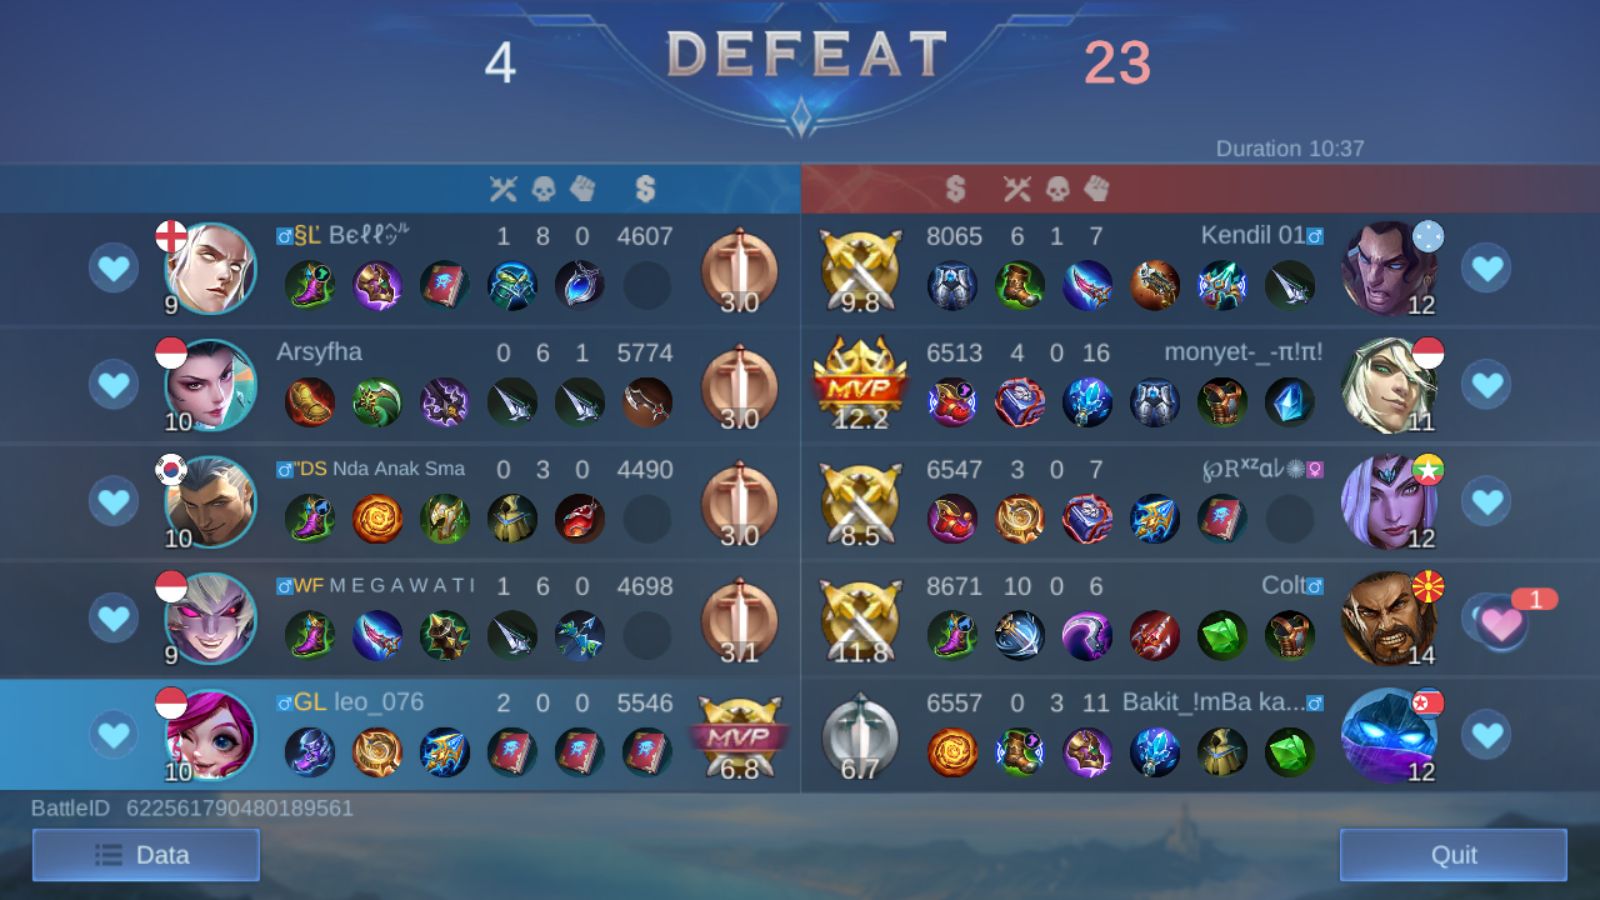 4 DEFEAT 23
Duration 10:37
♂§Ľ Вєℓℓ 1 8 0 4607
9 3.0
9.8 8065 6 1 7 Kendil 01♂
12
Arsyfha 0 6 1 5774
10 3.0
MVP 12.2 6513 4 0 16 monyet-_-π!π!
11
♂"DS Nda Anak Sma 0 3 0 4490
10 3.0
8.5 6547 3 0 7
12
♂WF M E G A W A T I 1 6 0 4698
9 3.1
11.8 8671 10 0 6 Colt♂
14 1
♂GL leo_076 2 0 0 5546
10 MVP 6.8
6.7 6557 0 3 11 Bakit_!mBa ka...♂
12
BattleID 622561790480189561
Data
Quit